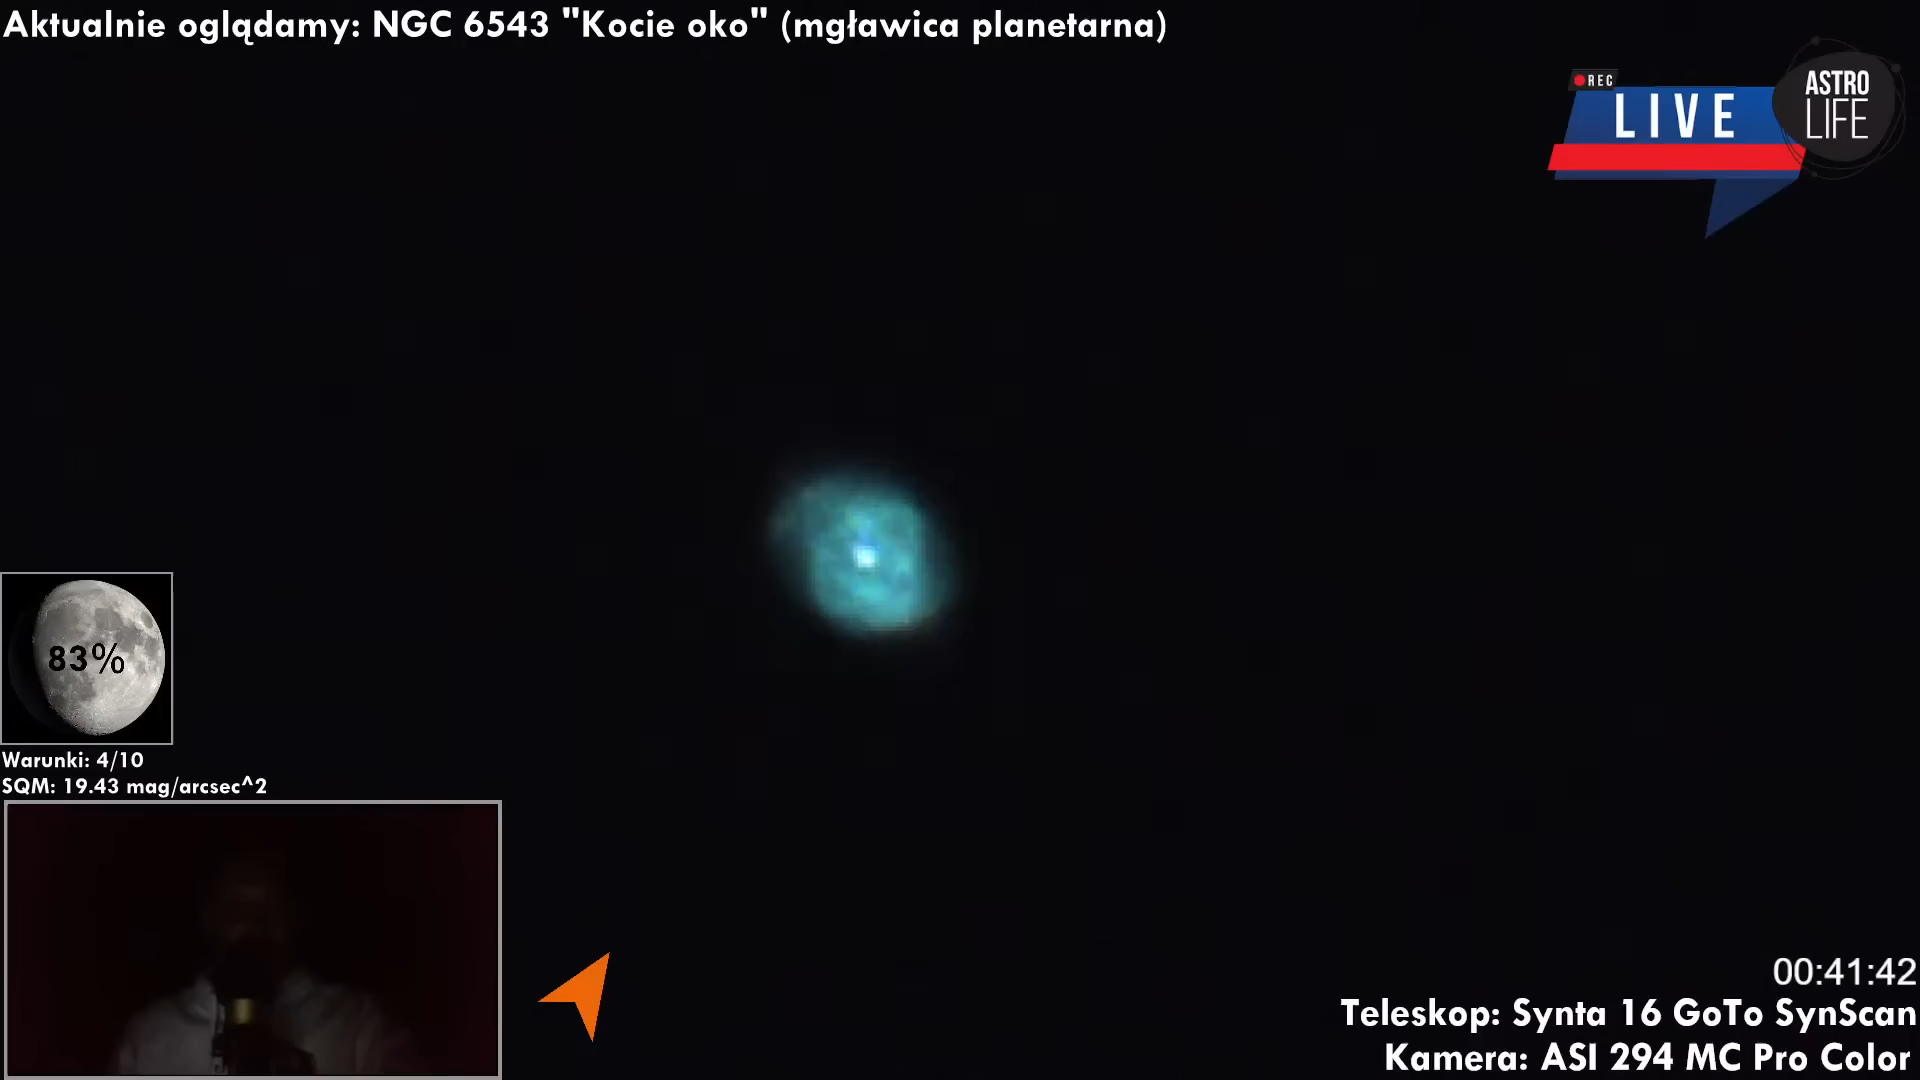 Aktualnie oglądamy: NGC 6543 "Kocie oko" (mgławica planetarna)
REC
LIVE
ASTRO
LIFE
83%
Warunki: 4/10
SQM: 19.43 mag/arcsec^2
00:41:42
Teleskop: Synta 16 GoTo SynScan
Kamera: ASI 294 MC Pro Color